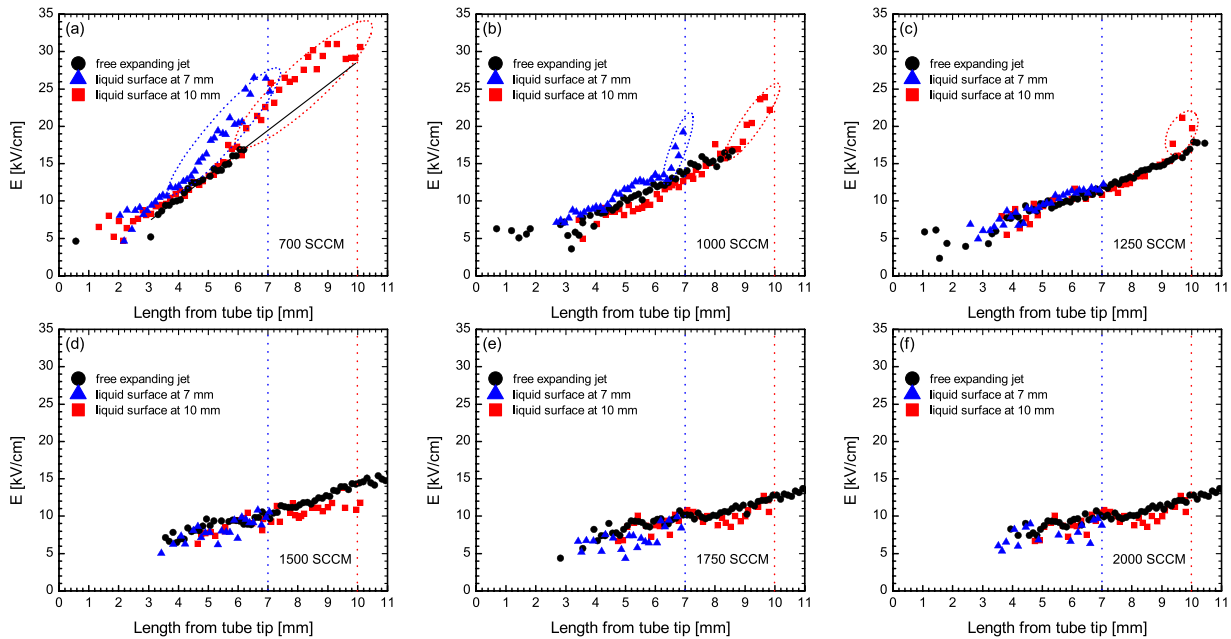 (a)
35
30
25
20
15
10
5
0
E [kV/cm]
free expanding jet
liquid surface at 7 mm
liquid surface at 10 mm
700 SCCM
0 1 2 3 4 5 6 7 8 9 10 11
Length from tube tip [mm]
(b)
35
30
25
20
15
10
5
0
E [kV/cm]
free expanding jet
liquid surface at 7 mm
liquid surface at 10 mm
1000 SCCM
0 1 2 3 4 5 6 7 8 9 10 11
Length from tube tip [mm]
(c)
35
30
25
20
15
10
5
0
E [kV/cm]
free expanding jet
liquid surface at 7 mm
liquid surface at 10 mm
1250 SCCM
0 1 2 3 4 5 6 7 8 9 10 11
Length from tube tip [mm]
(d)
35
30
25
20
15
10
5
0
E [kV/cm]
free expanding jet
liquid surface at 7 mm
liquid surface at 10 mm
1500 SCCM
0 1 2 3 4 5 6 7 8 9 10 11
Length from tube tip [mm]
(e)
35
30
25
20
15
10
5
0
E [kV/cm]
free expanding jet
liquid surface at 7 mm
liquid surface at 10 mm
1750 SCCM
0 1 2 3 4 5 6 7 8 9 10 11
Length from tube tip [mm]
(f)
35
30
25
20
15
10
5
0
E [kV/cm]
free expanding jet
liquid surface at 7 mm
liquid surface at 10 mm
2000 SCCM
0 1 2 3 4 5 6 7 8 9 10 11
Length from tube tip [mm]